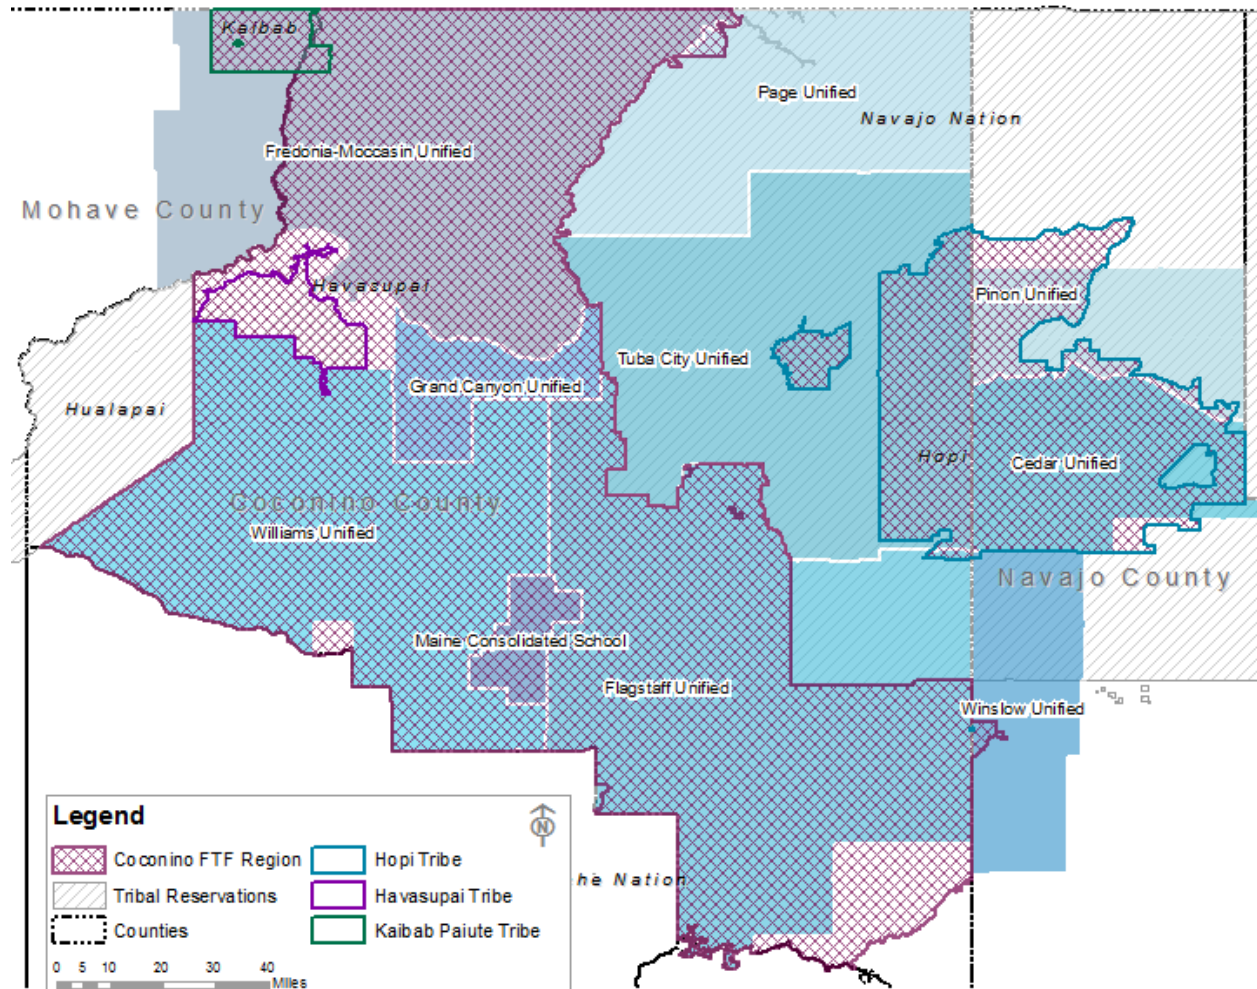 Kaibab
Page Unified
Navajo Nation
Fredonia-Moccasin Unified
Mohave County
Havasupai
Pinon Unified
Tuba City Unified
Grand Canyon Unified
Hualapai
Hopi
Cedar Unified
Coconino County
Williams Unified
Navajo County
Maine Consolidated School
Flagstaff Unified
Winslow Unified
he Nation
Legend
N
Coconino FTF Region
Hopi Tribe
Tribal Reservations
Havasupai Tribe
Counties
Kaibab Paiute Tribe
0 5 10 20 30 40
Miles